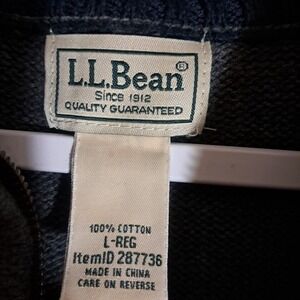 L.L.Bean®
Since 1912
QUALITY GUARANTEED
100% COTTON
L-REG
ItemID 287736
MADE IN CHINA
CARE ON REVERSE